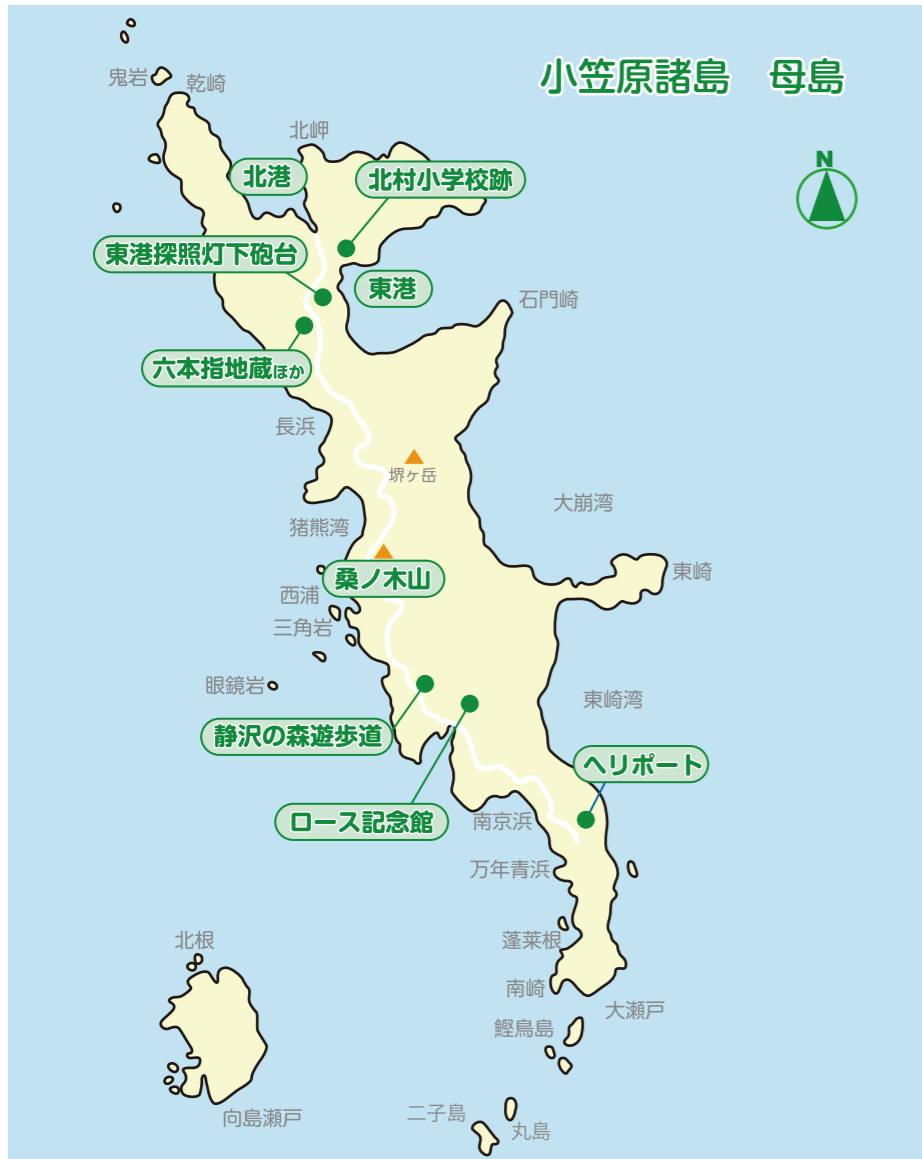 小笠原諸島　母島
鬼岩
乾崎
北岬
N
北港
北村小学校跡
東港探照灯下砲台
東港
石門崎
六本指地蔵ほか
長浜
堺ヶ岳
大崩湾
猪熊湾
東崎
桑ノ木山
西浦
三角岩
眼鏡岩
東崎湾
静沢の森遊歩道
ヘリポート
ロース記念館
南京浜
万年青浜
北根
蓬莱根
南崎
大瀬戸
鰹鳥島
向島瀬戸
二子島
丸島